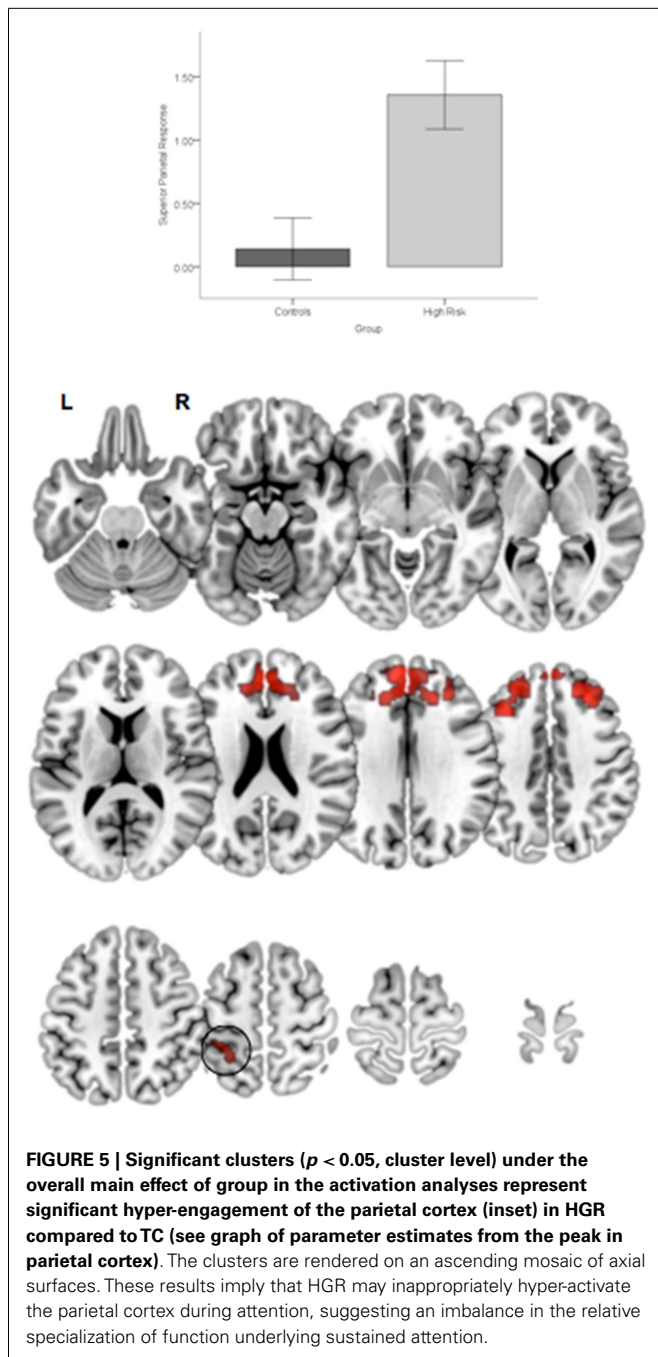 1.50
1.00
0.50
0.00
Superior Parietal Response
Controls
High Risk
Group
L
R
FIGURE 5 | Significant clusters (p < 0.05, cluster level) under the
overall main effect of group in the activation analyses represent
significant hyper-engagement of the parietal cortex (inset) in HGR
compared to TC (see graph of parameter estimates from the peak in
parietal cortex). The clusters are rendered on an ascending mosaic of axial
surfaces. These results imply that HGR may inappropriately hyper-activate
the parietal cortex during attention, suggesting an imbalance in the relative
specialization of function underlying sustained attention.